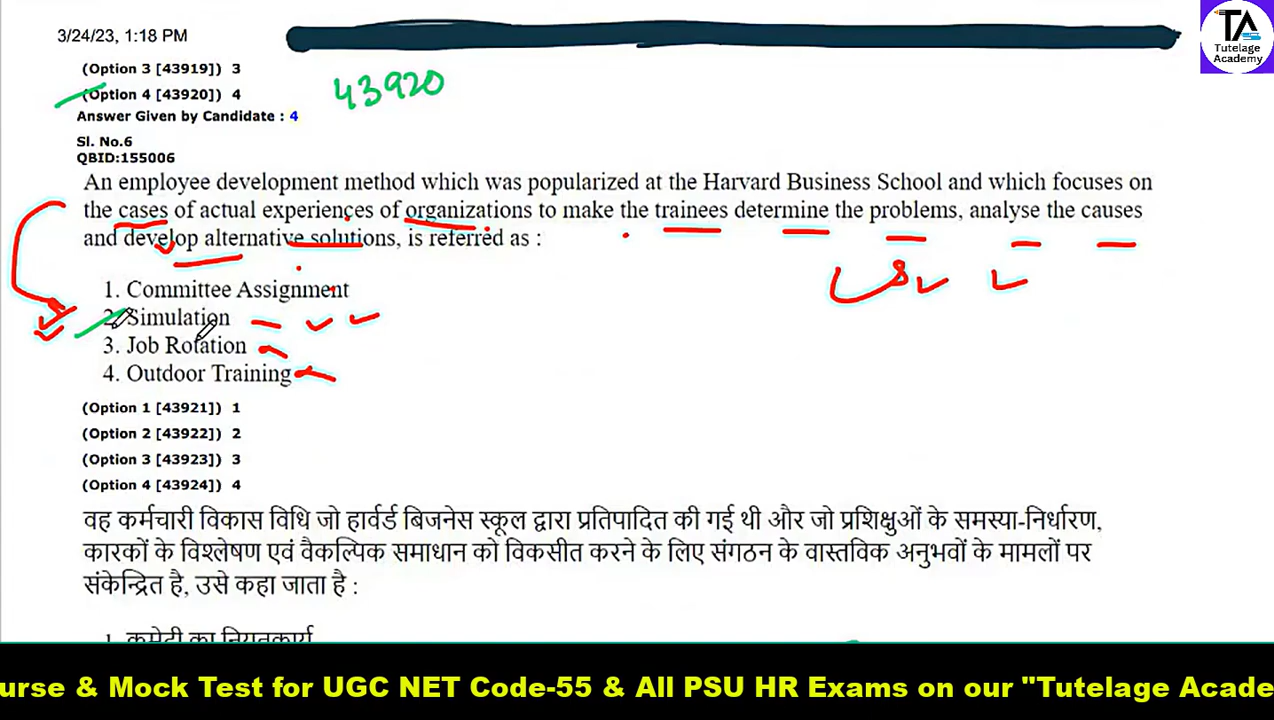 3/24/23, 1:18 PM
TA
Tutelage
Academy
(Option 3 [43919]) 3
(Option 4 [43920]) 4
43920
Answer Given by Candidate : 4
Sl. No.6
QBID:155006
An employee development method which was popularized at the Harvard Business School and which focuses on
the cases of actual experiences of organizations to make the trainees determine the problems, analyse the causes
and develop alternative solutions, is referred as :
1. Committee Assignment
2. Simulation
3. Job Rotation
4. Outdoor Training
(Option 1 [43921]) 1
(Option 2 [43922]) 2
(Option 3 [43923]) 3
(Option 4 [43924]) 4
वह कर्मचारी विकास विधि जो हार्वर्ड बिजनेस स्कूल द्वारा प्रतिपादित की गई थी और जो प्रशिक्षुओं के समस्या-निर्धारण,
कारकों के विश्लेषण एवं वैकल्पिक समाधान को विकसीत करने के लिए संगठन के वास्तविक अनुभवों के मामलों पर
संकेन्द्रित है, उसे कहा जाता है :
1. कमेटी का नियतकार्य
urse & Mock Test for UGC NET Code-55 & All PSU HR Exams on our "Tutelage Acade